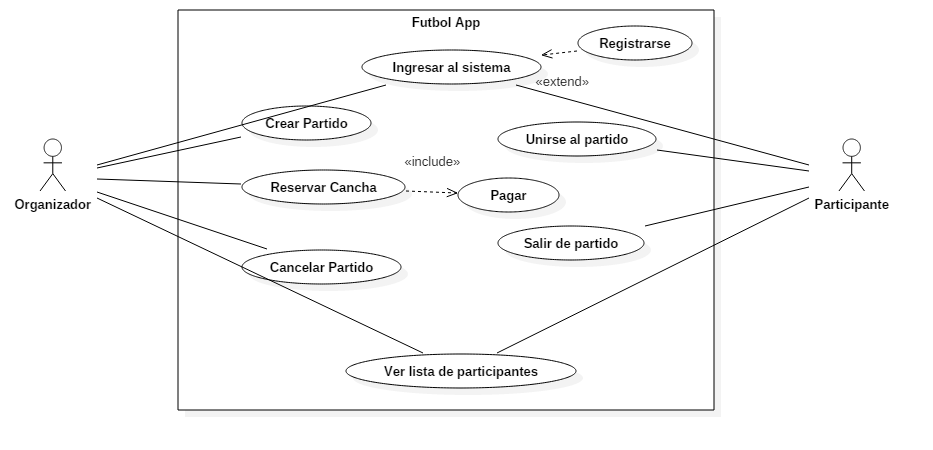 Futbol App
Registrarse
Ingresar al sistema
«extend»
Crear Partido
Unirse al partido
«include»
Reservar Cancha
Pagar
Organizador
Participante
Salir de partido
Cancelar Partido
Ver lista de participantes